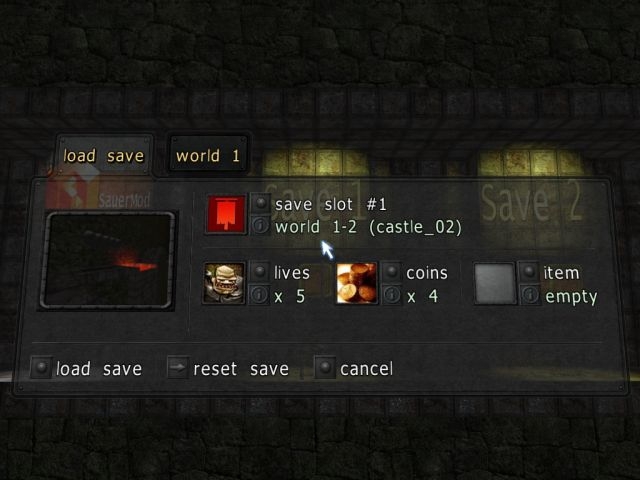 load save
world 1
SauerMod
Save 1
Save 2
save slot #1
world 1-2 (castle_02)
lives
x 5
coins
x 4
item
empty
load save
reset save
cancel